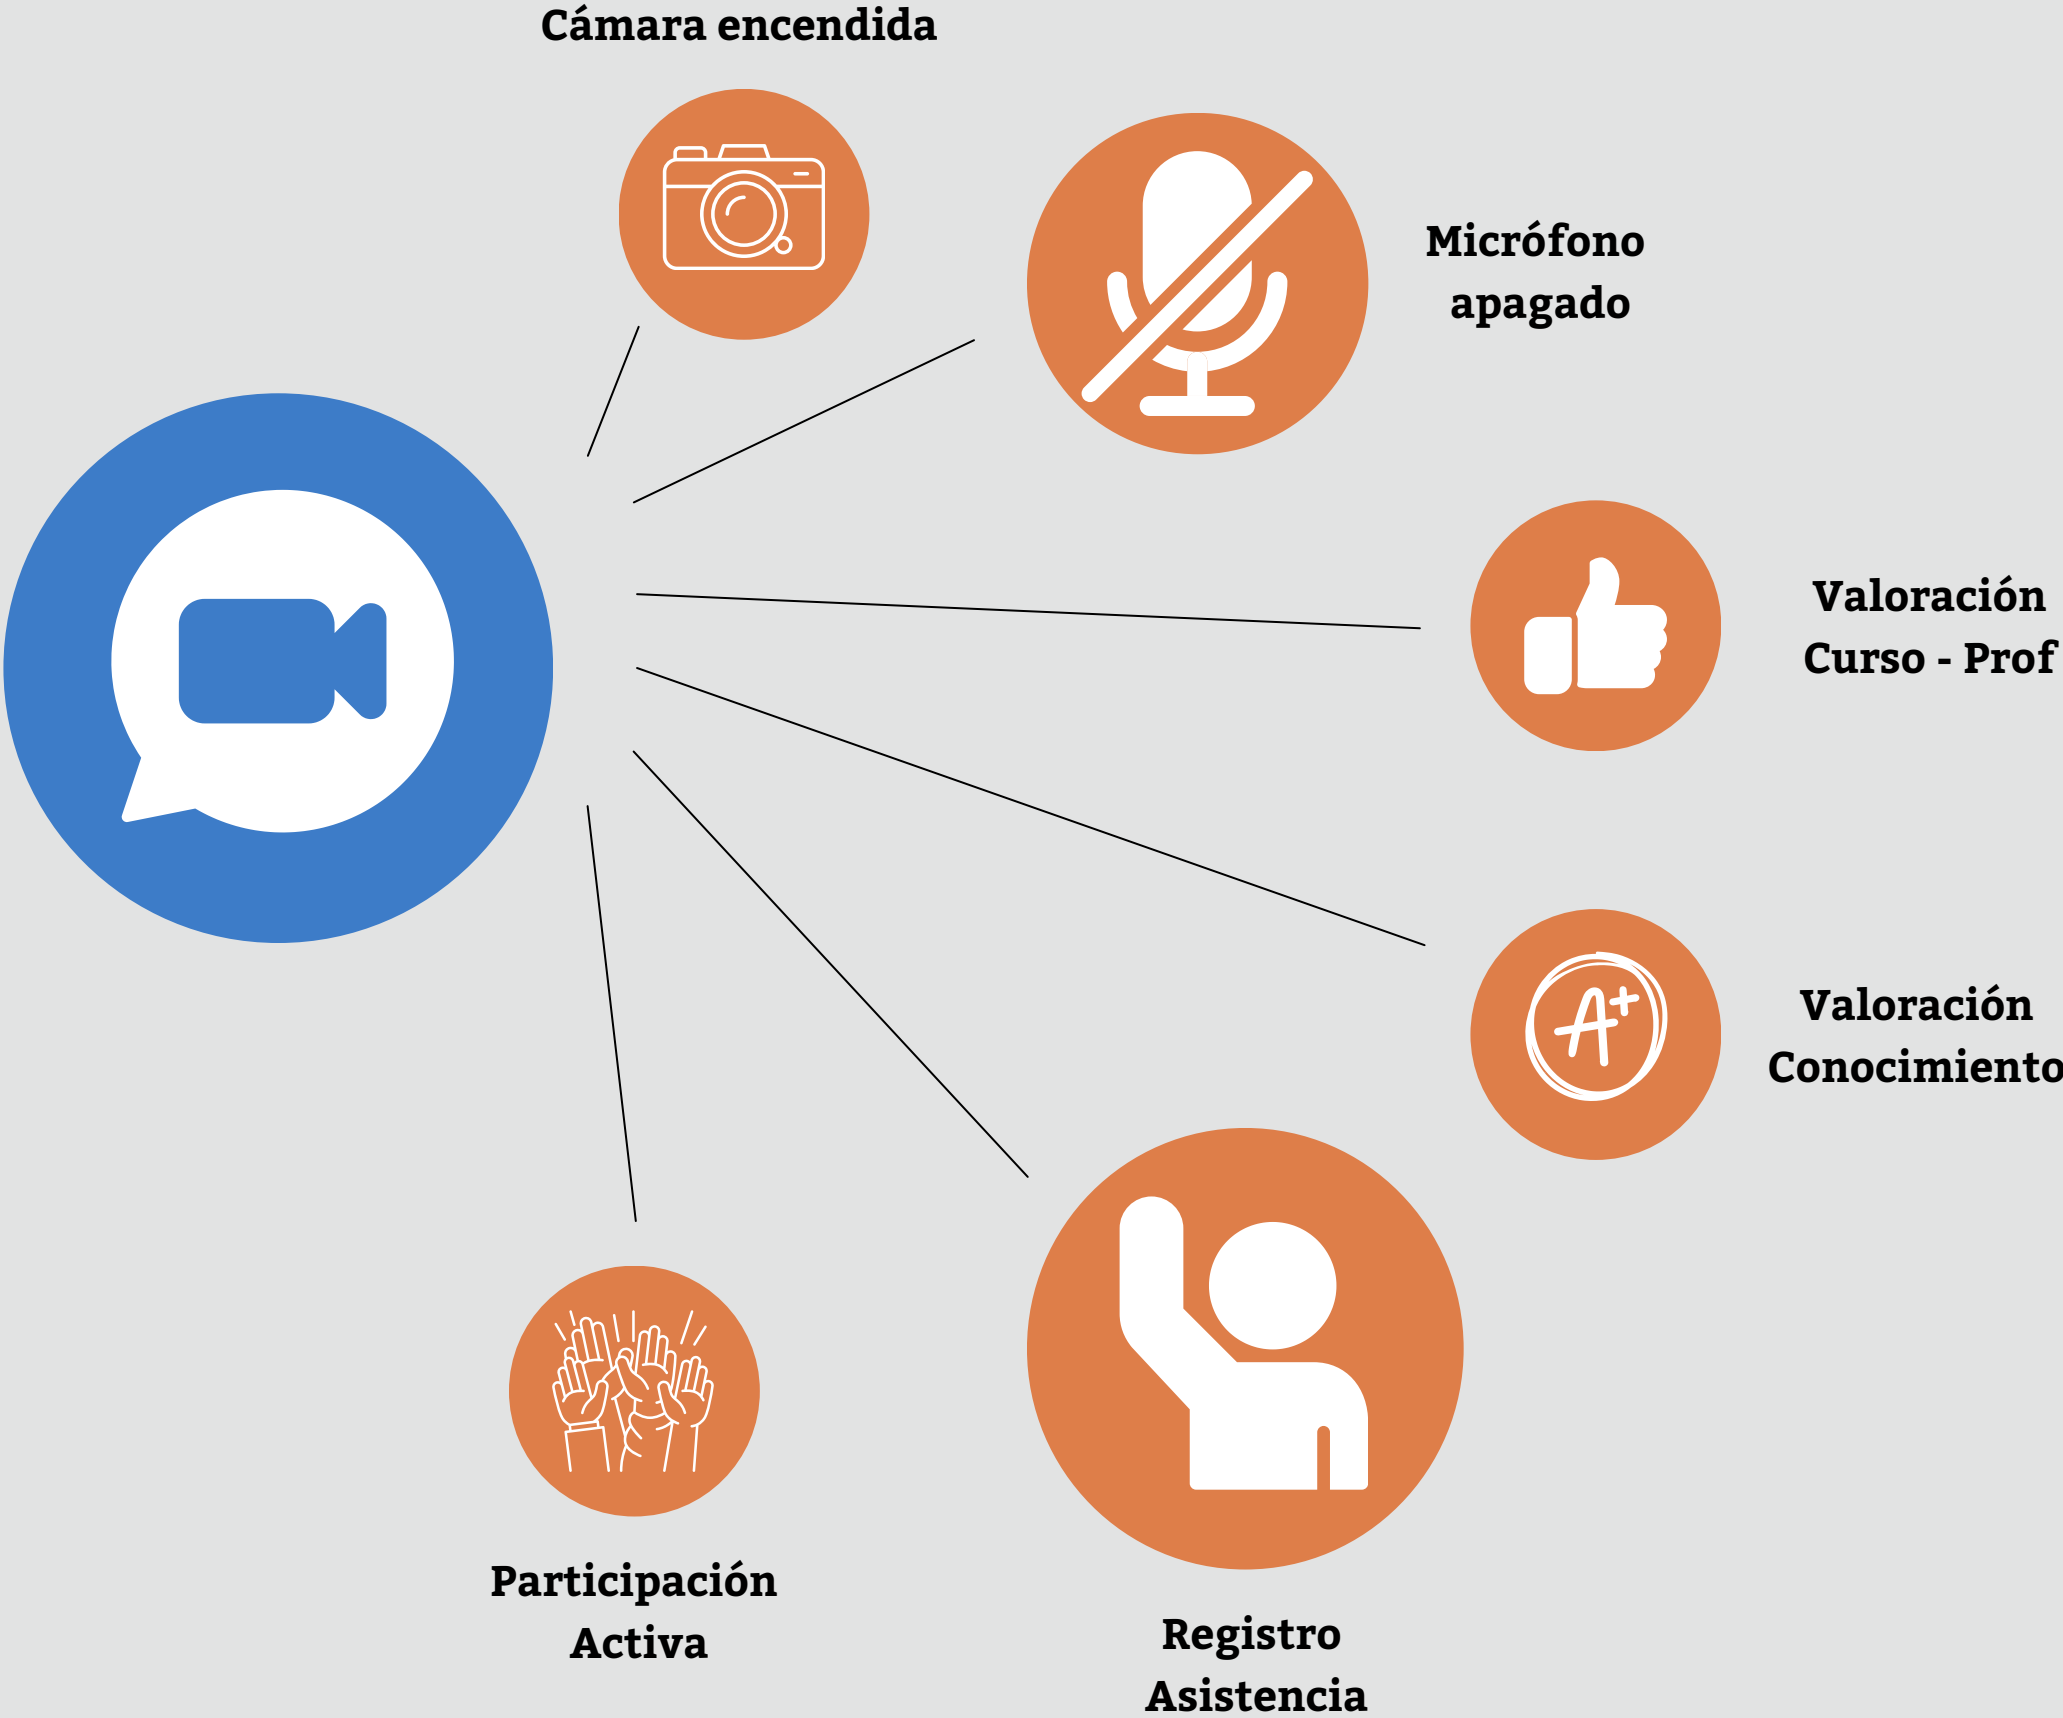 Cámara encendida
Micrófono
apagado
Valoración
Curso - Prof
A+
Valoración
Conocimiento
Participación
Activa
Registro
Asistencia